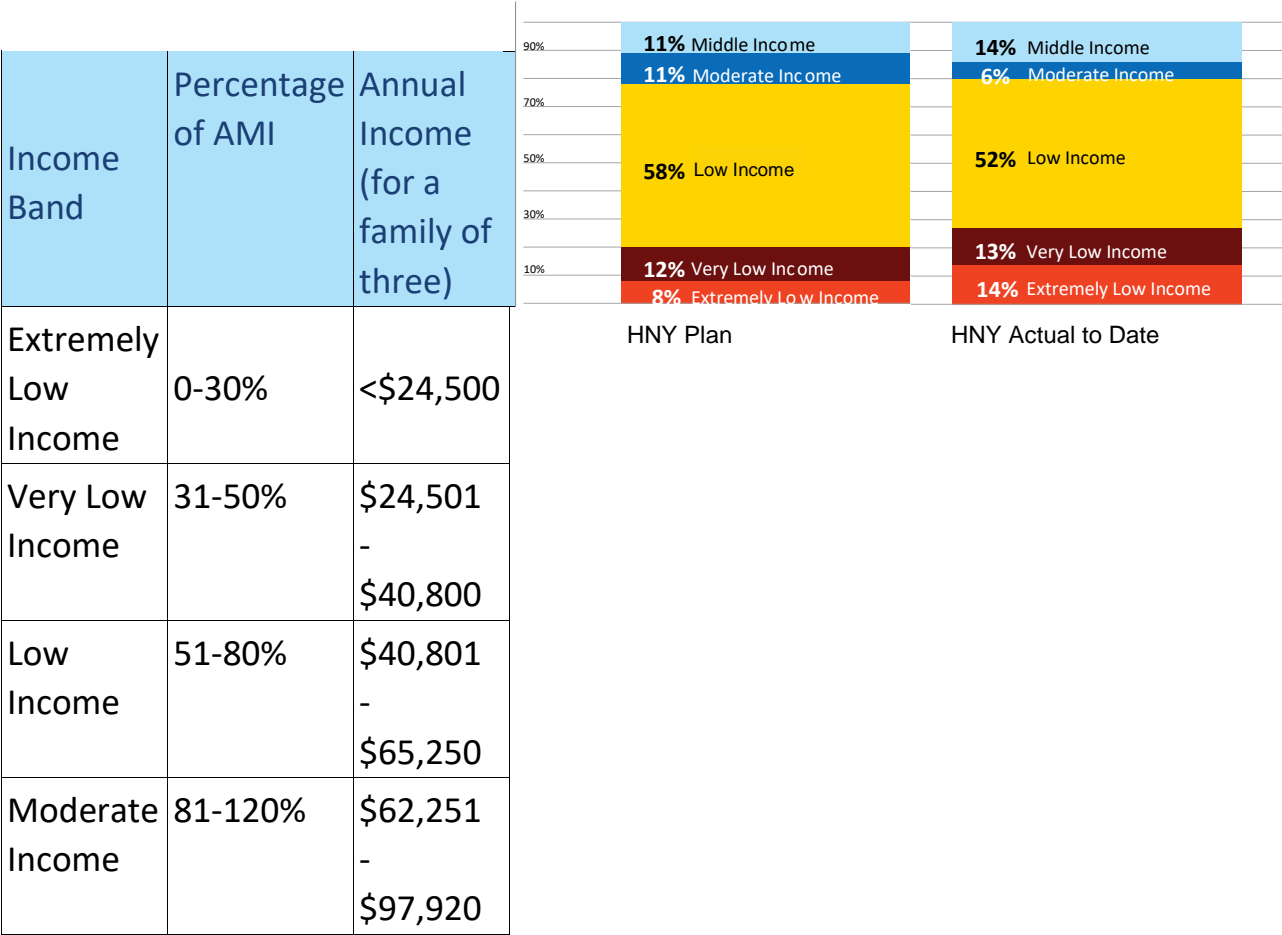 Income
Band
Percentage
of AMI
Annual
Income
(for a
family of
three)
Extremely
Low
Income
0-30%
<$24,500
Very Low
Income
31-50%
$24,501
-
$40,800
Low
Income
51-80%
$40,801
-
$65,250
Moderate
Income
81-120%
$62,251
-
$97,920
90%
70%
50%
30%
10%
11% Middle Income
11% Moderate Income
58% Low Income
12% Very Low Income
8% Extremely Low Income
HNY Plan
14% Middle Income
6% Moderate Income
52% Low Income
13% Very Low Income
14% Extremely Low Income
HNY Actual to Date